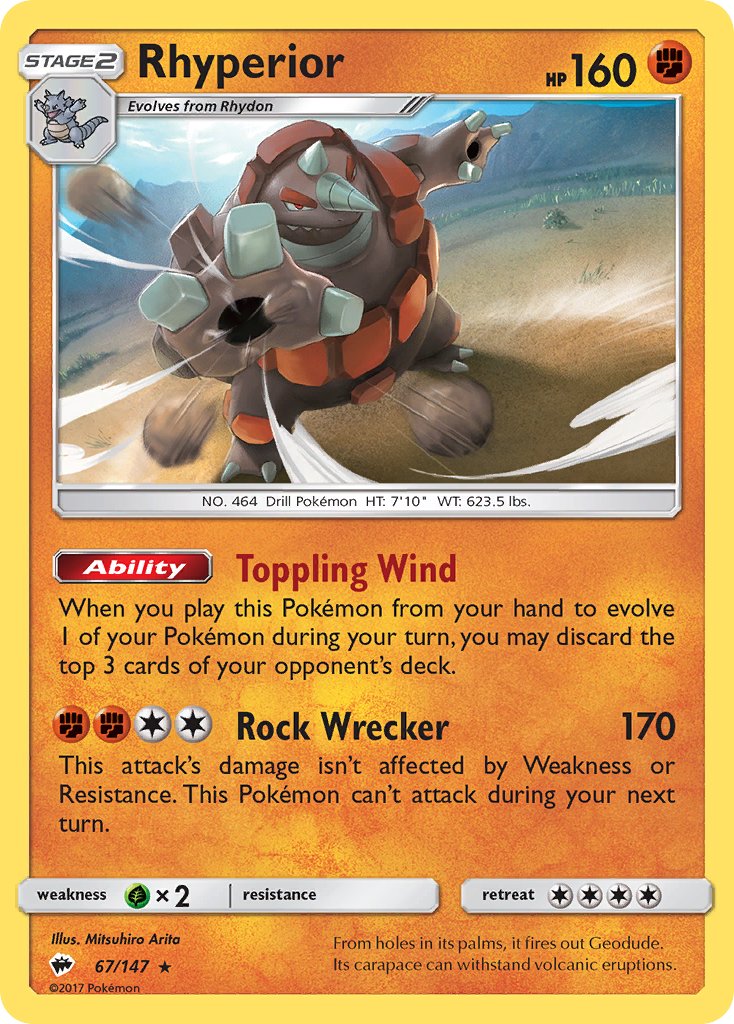 STAGE2
Rhyperior
HP 160
Evolves from Rhydon
NO. 464 Drill Pokémon HT: 7'10" WT: 623.5 lbs.
Ability Toppling Wind
When you play this Pokémon from your hand to evolve
1 of your Pokémon during your turn, you may discard the
top 3 cards of your opponent's deck.
Rock Wrecker 170
This attack's damage isn't affected by Weakness or
Resistance. This Pokémon can't attack during your next
turn.
weakness ×2 resistance retreat
Illus. Mitsuhiro Arita
67/147 ★
©2017 Pokémon
From holes in its palms, it fires out Geodude.
Its carapace can withstand volcanic eruptions.